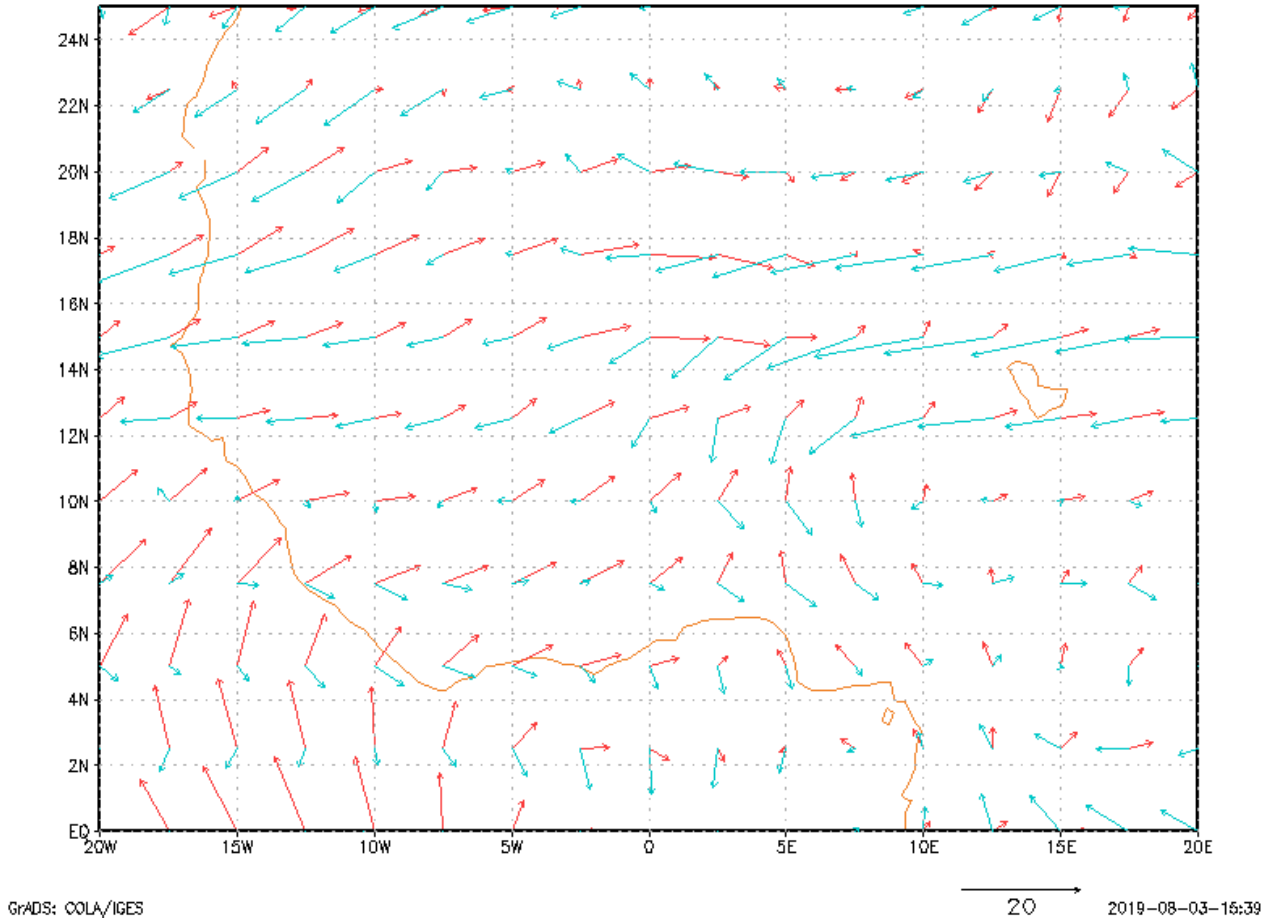 24N
22N
20N
18N
16N
14N
12N
10N
8N
6N
4N
2N
EQ
20W 15W 10W 5W 0 5E 10E 15E 20E
20
GrADS: COLA/IGES 2019-08-03-15:39